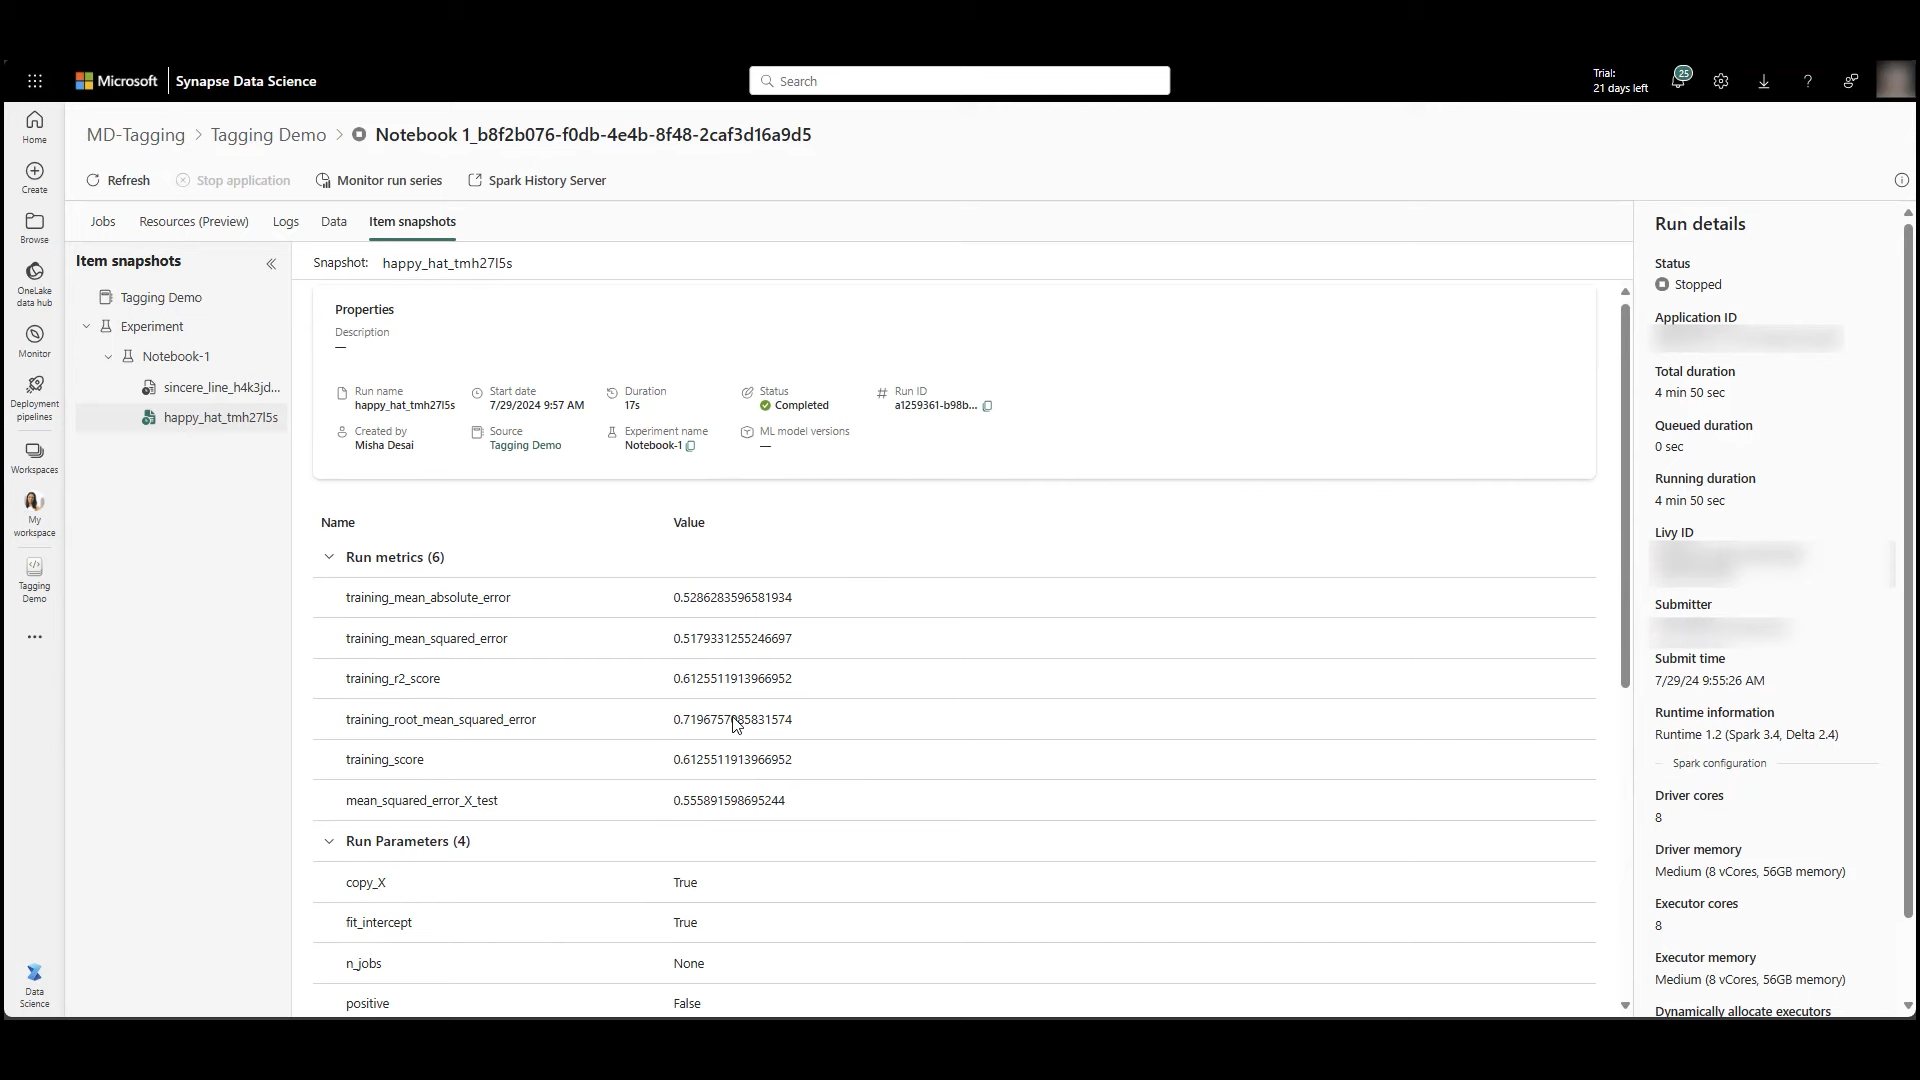 Microsoft Synapse Data Science
Search
Trial:
21 days left
25
Home
Create
Browse
OneLake
data hub
Monitor
Deployment
pipelines
Workspaces
My
workspace
Tagging
Demo
Data
Science
MD-Tagging > Tagging Demo > Notebook 1_b8f2b076-f0db-4e4b-8f48-2caf3d16a9d5
Refresh Stop application Monitor run series Spark History Server
Jobs Resources (Preview) Logs Data Item snapshots
Item snapshots
Tagging Demo
Experiment
Notebook-1
sincere_line_h4k3jd...
happy_hat_tmh27l5s
Snapshot: happy_hat_tmh27l5s
Properties
Description
—
Run name Start date Duration Status Run ID
happy_hat_tmh27l5s 7/29/2024 9:57 AM 17s Completed a1259361-b98b...
Created by Source Experiment name ML model versions
Misha Desai Tagging Demo Notebook-1 —
Name Value
Run metrics (6)
training_mean_absolute_error 0.5286283596581934
training_mean_squared_error 0.5179331255246697
training_r2_score 0.6125511913966952
training_root_mean_squared_error
training_score 0.6125511913966952
mean_squared_error_X_test 0.555891598695244
Run Parameters (4)
copy_X True
fit_intercept True
n_jobs None
positive False
Run details
Status
Stopped
Application ID
Total duration
4 min 50 sec
Queued duration
0 sec
Running duration
4 min 50 sec
Livy ID
Submitter
Submit time
7/29/24 9:55:26 AM
Runtime information
Runtime 1.2 (Spark 3.4, Delta 2.4)
Spark configuration
Driver cores
8
Driver memory
Medium (8 vCores, 56GB memory)
Executor cores
8
Executor memory
Medium (8 vCores, 56GB memory)
Dynamically allocate executors